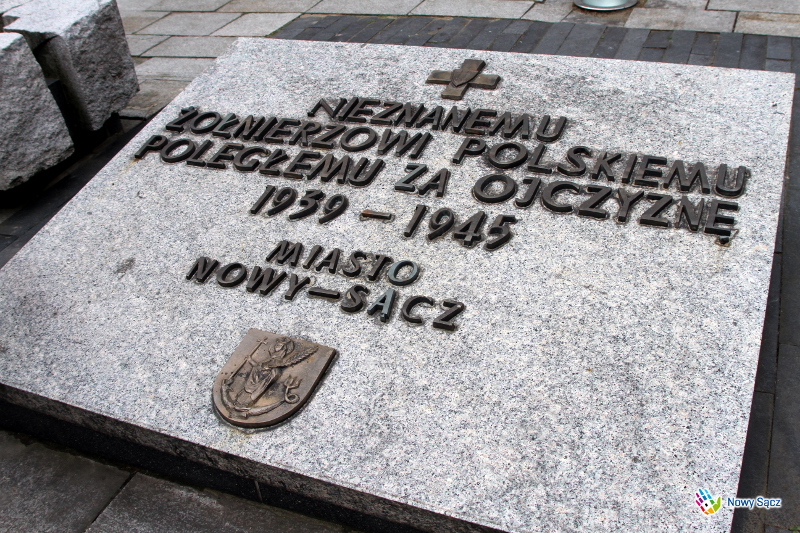 NIEZNANEMU
ŻOŁNIERZOWI POLSKIEMU
POLEGŁEMU ZA OJCZYZNĘ
1939 – 1945
MIASTO
NOWY–SĄCZ
Nowy Sącz